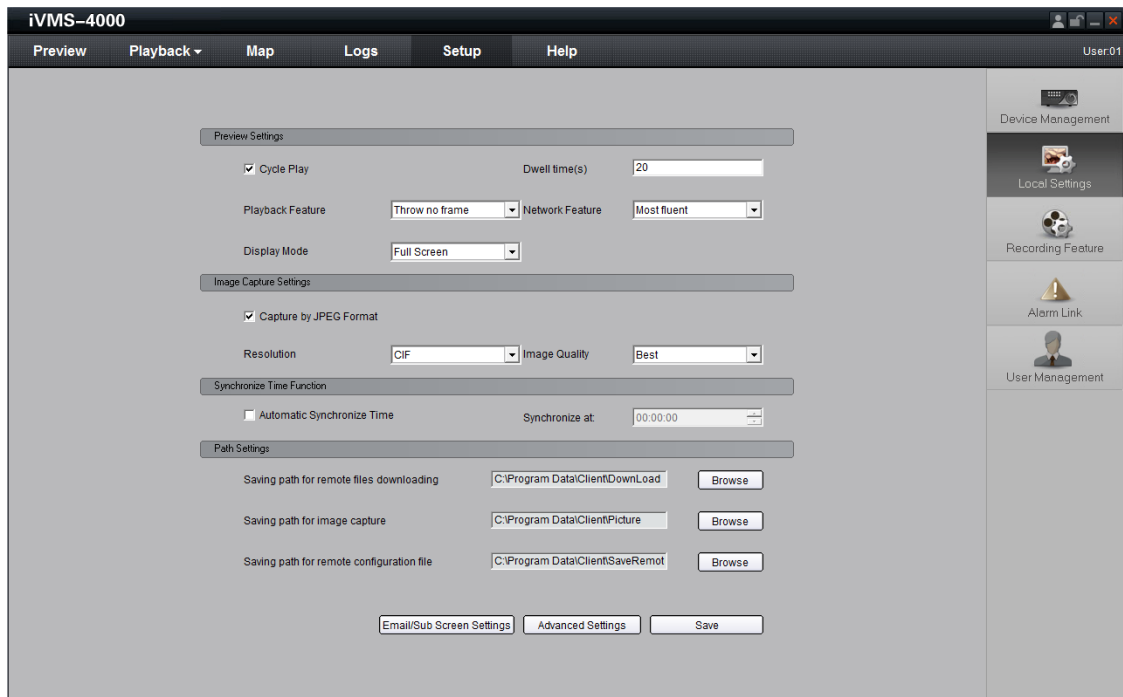 iVMS-4000
Preview Playback Map Logs Setup Help User:01
Device Management
Local Settings
Recording Feature
Alarm Link
User Management
Preview Settings
Cycle Play Dwell time(s) 20
Playback Feature Throw no frame Network Feature Most fluent
Display Mode Full Screen
Image Capture Settings
Capture by JPEG Format
Resolution CIF Image Quality Best
Synchronize Time Function
Automatic Synchronize Time Synchronize at: 00:00:00
Path Settings
Saving path for remote files downloading C:\Program Data\Client\DownLoad Browse
Saving path for image capture C:\Program Data\Client\Picture Browse
Saving path for remote configuration file C:\Program Data\Client\SaveRemot Browse
Email/Sub Screen Settings Advanced Settings Save